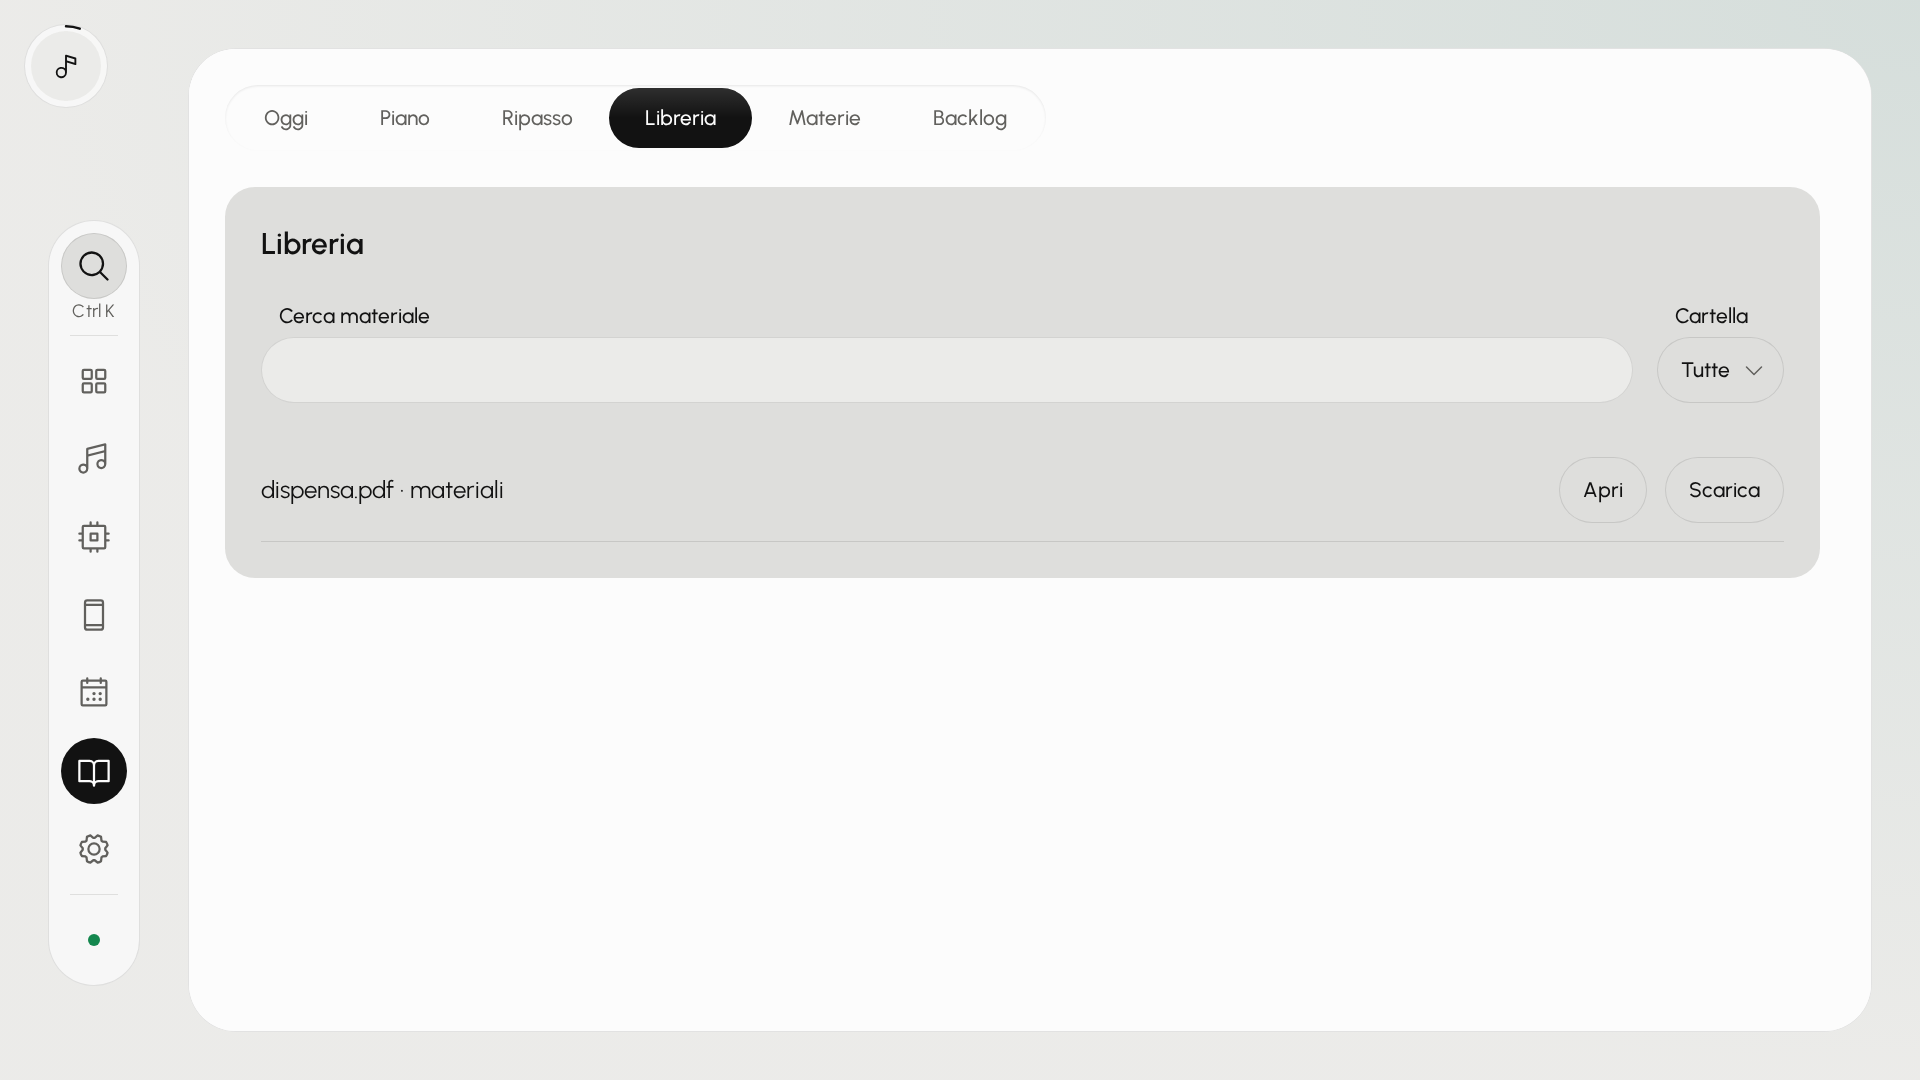 Oggi Piano Ripasso Libreria Materie Backlog
Libreria
Ctrl K
Cerca materiale Cartella
Tutte
dispensa.pdf · materiali Apri Scarica